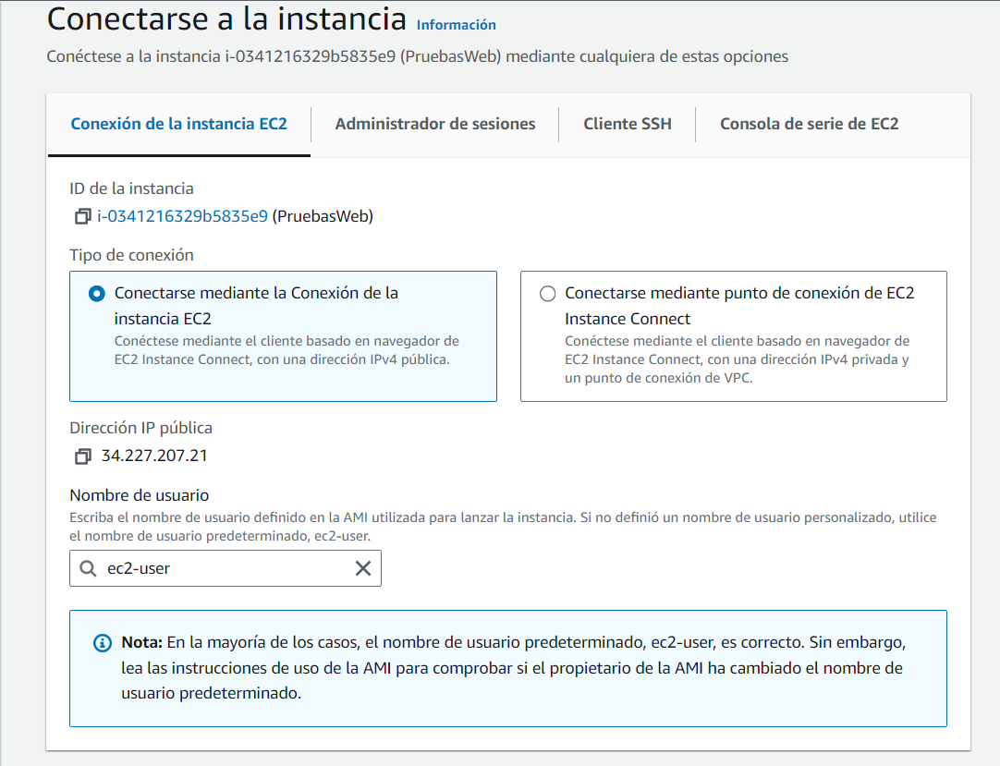 Conectarse a la instancia Información
Conéctese a la instancia i-0341216329b5835e9 (PruebasWeb) mediante cualquiera de estas opciones
Conexión de la instancia EC2
Administrador de sesiones
Cliente SSH
Consola de serie de EC2
ID de la instancia
i-0341216329b5835e9 (PruebasWeb)
Tipo de conexión
Conectarse mediante la Conexión de la
instancia EC2
Conéctese mediante el cliente basado en navegador de
EC2 Instance Connect, con una dirección IPv4 pública.
Conectarse mediante punto de conexión de EC2
Instance Connect
Conéctese mediante el cliente basado en navegador de
EC2 Instance Connect, con una dirección IPv4 privada y
un punto de conexión de VPC.
Dirección IP pública
34.227.207.21
Nombre de usuario
Escriba el nombre de usuario definido en la AMI utilizada para lanzar la instancia. Si no definió un nombre de usuario personalizado, utilice
el nombre de usuario predeterminado, ec2-user.
ec2-user
Nota: En la mayoría de los casos, el nombre de usuario predeterminado, ec2-user, es correcto. Sin embargo,
lea las instrucciones de uso de la AMI para comprobar si el propietario de la AMI ha cambiado el nombre de
usuario predeterminado.